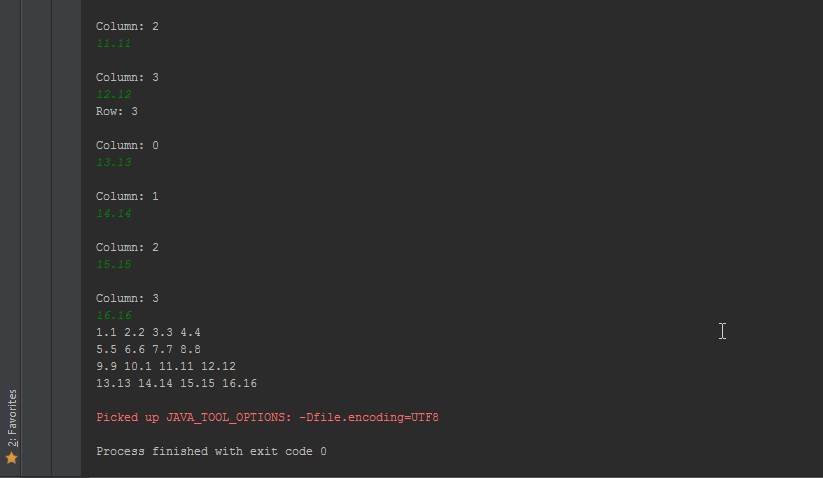 Column: 2
11.11
Column: 3
12.12
Row: 3
Column: 0
13.13
Column: 1
14.14
Column: 2
15.15
Column: 3
16.16
1.1 2.2 3.3 4.4
5.5 6.6 7.7 8.8
9.9 10.1 11.11 12.12
13.13 14.14 15.15 16.16
Picked up JAVA_TOOL_OPTIONS: -Dfile.encoding=UTF8
Process finished with exit code 0
2: Favorites